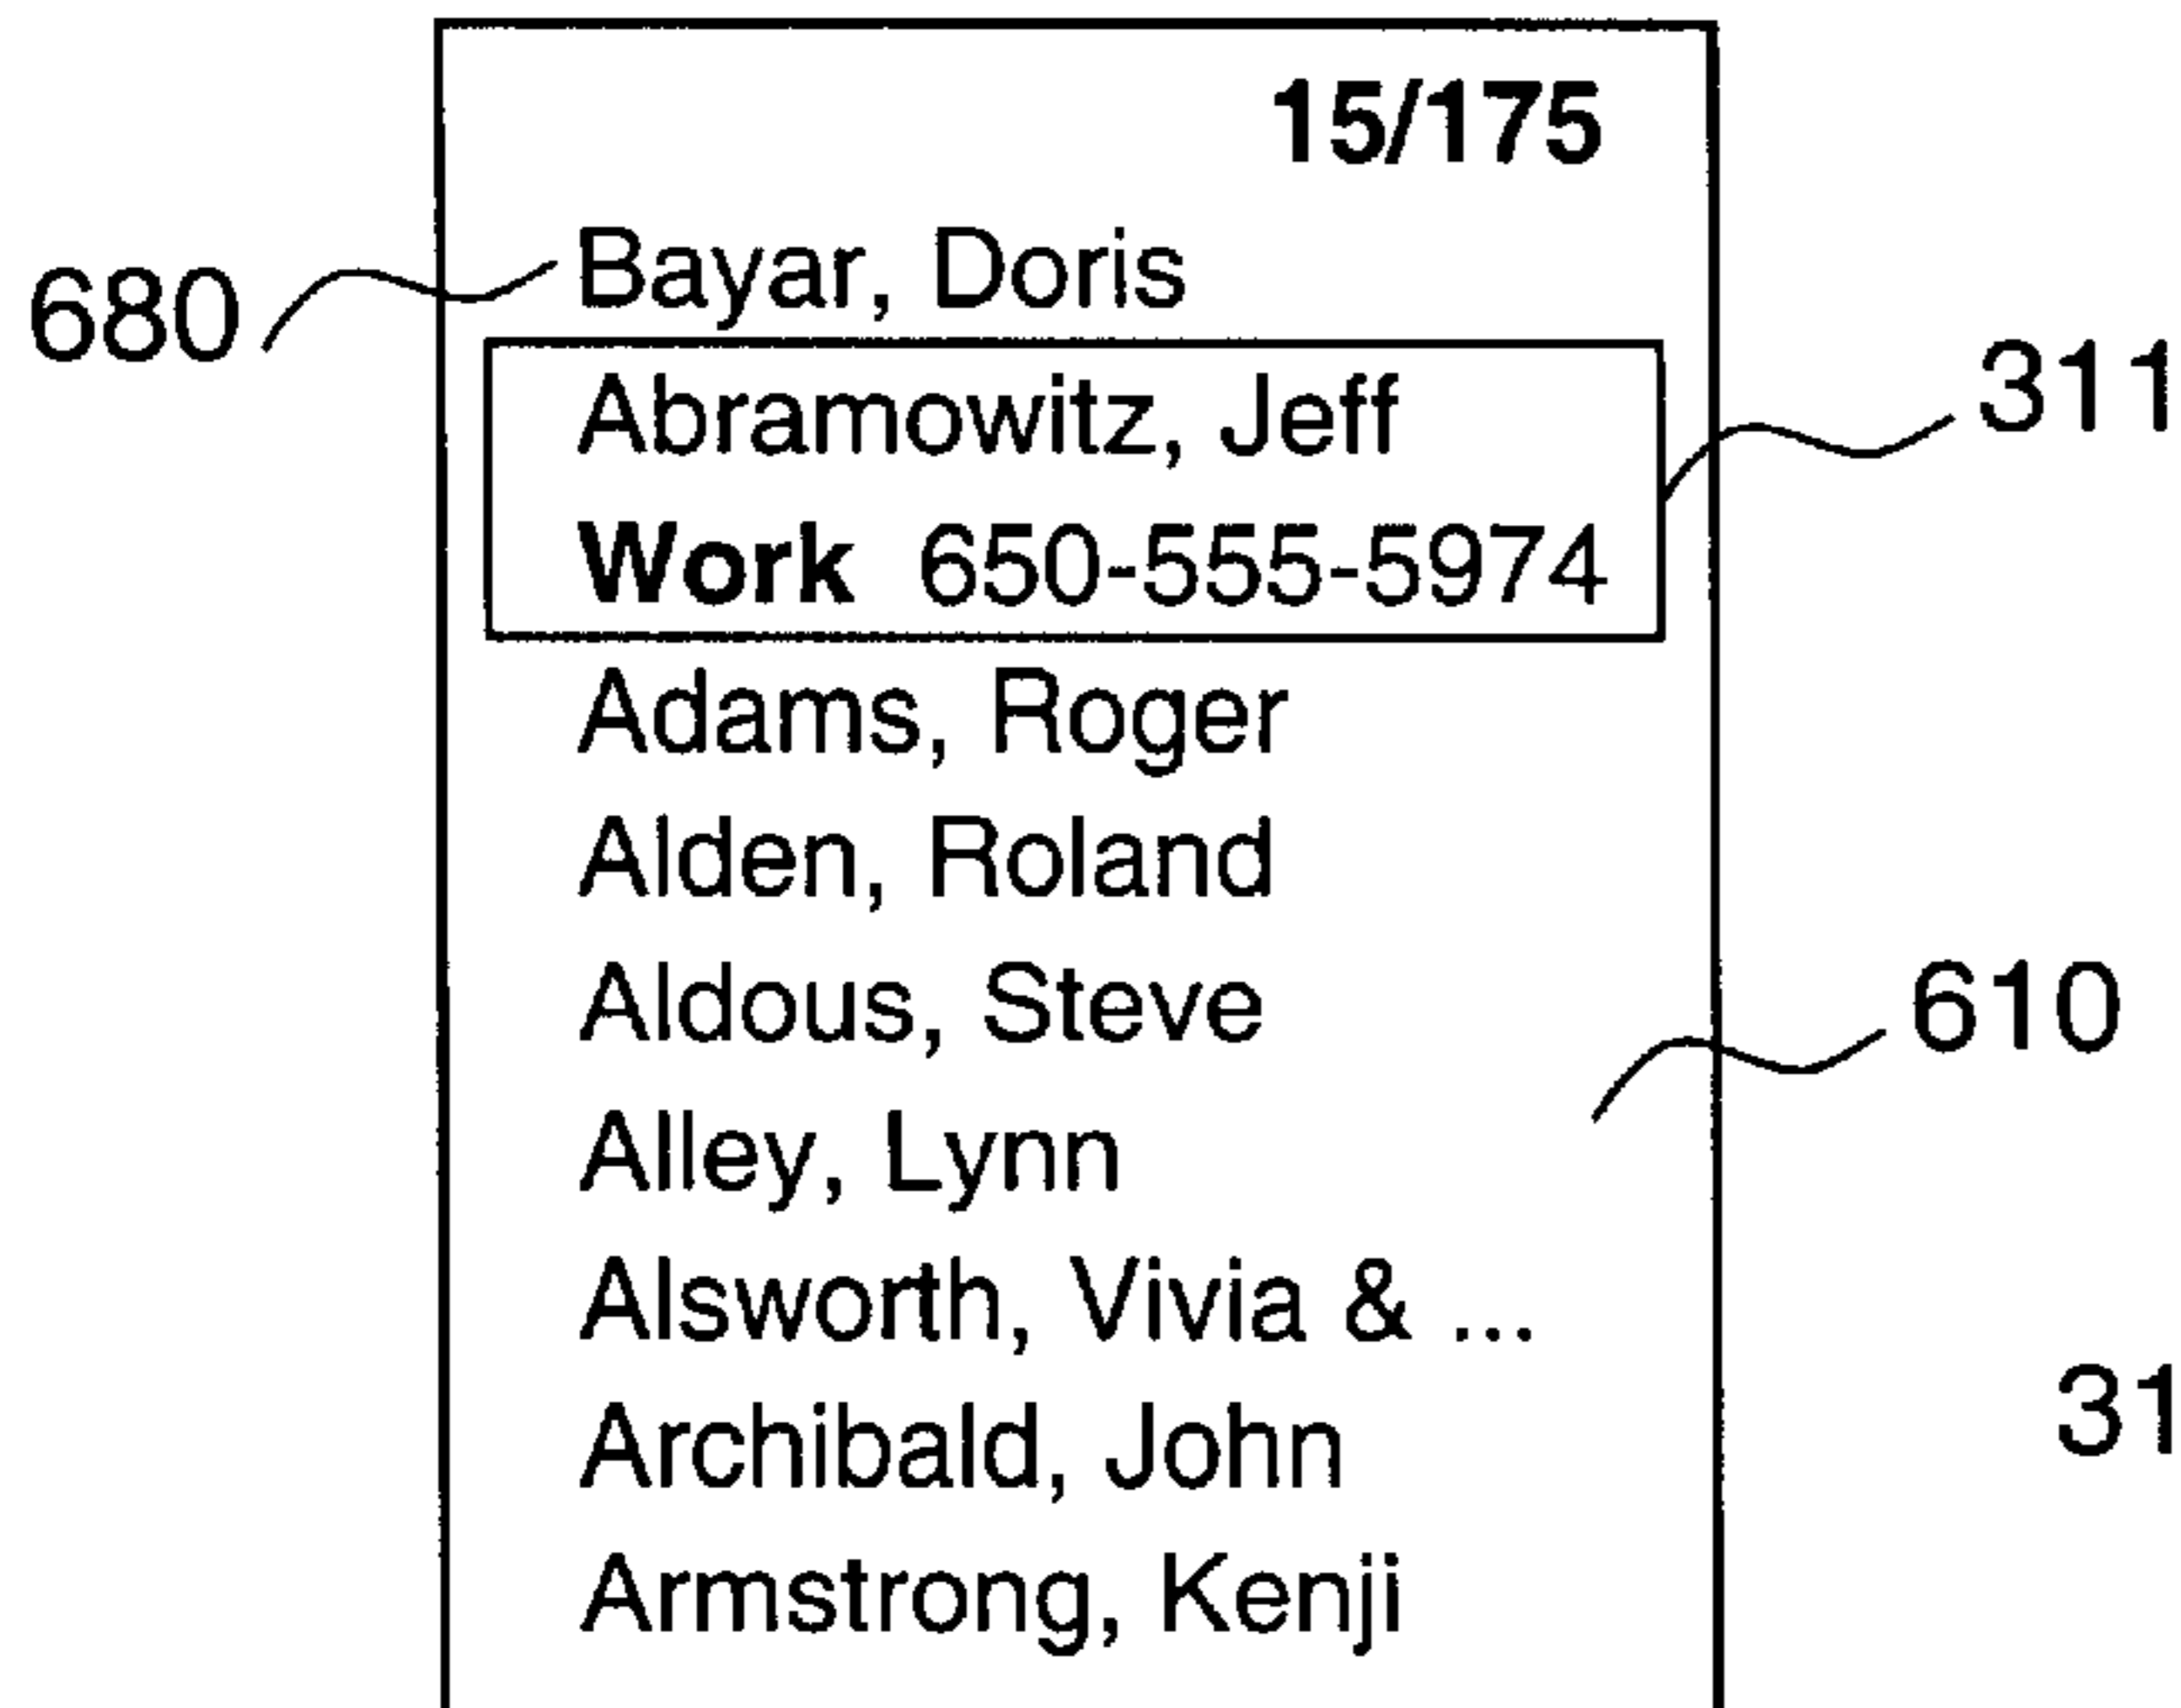 15/175
680 Bayar, Doris
Abramowitz, Jeff 311
Work 650-555-5974
Adams, Roger
Alden, Roland
Aldous, Steve 610
Alley, Lynn
Alsworth, Vivia & ...
Archibald, John 31
Armstrong, Kenji